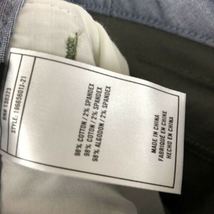 98% COTTON / 2% SPANDEX
98% COTON / 2% SPANDEX
98% ALGODON / 2% SPANDEX
MADE IN CHINA
FABRIQUÉ EN CHINE
HECHO EN CHINA